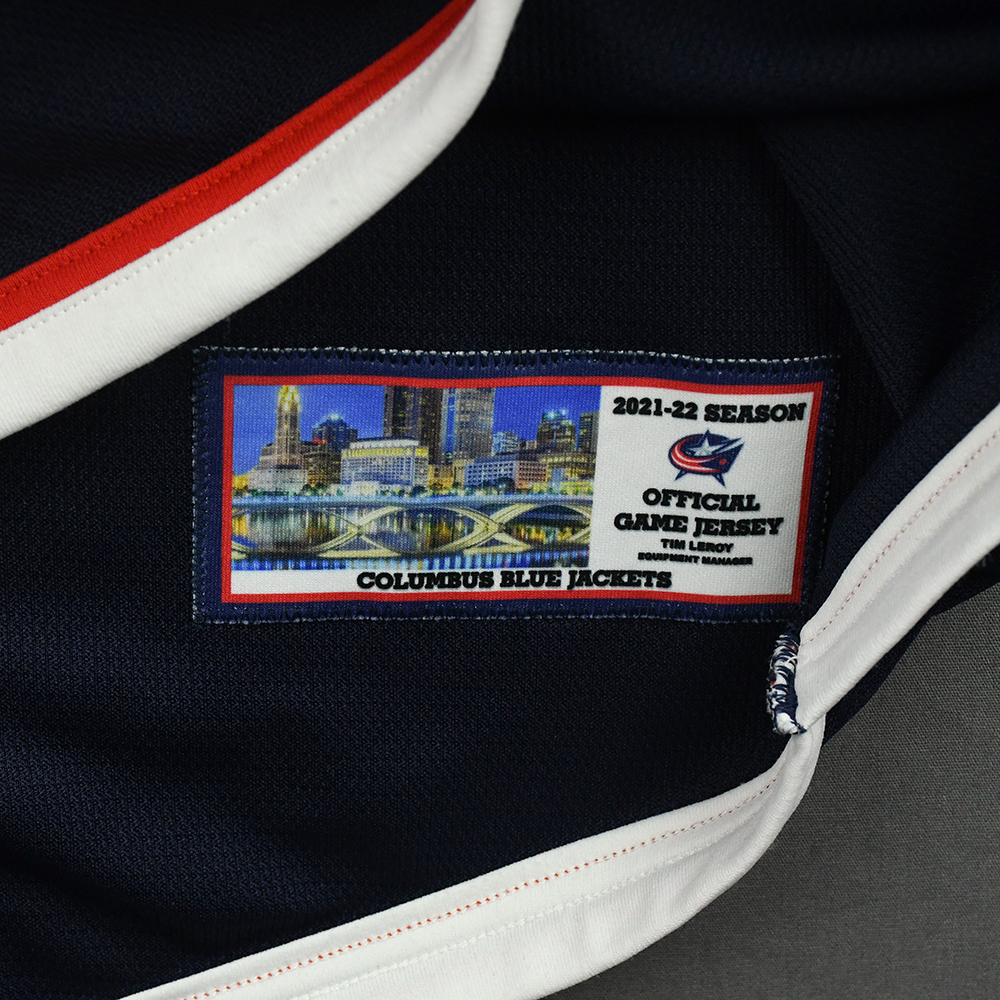 2021-22 SEASON
OFFICIAL
GAME JERSEY
TIM LEROY
EQUIPMENT MANAGER
COLUMBUS BLUE JACKETS